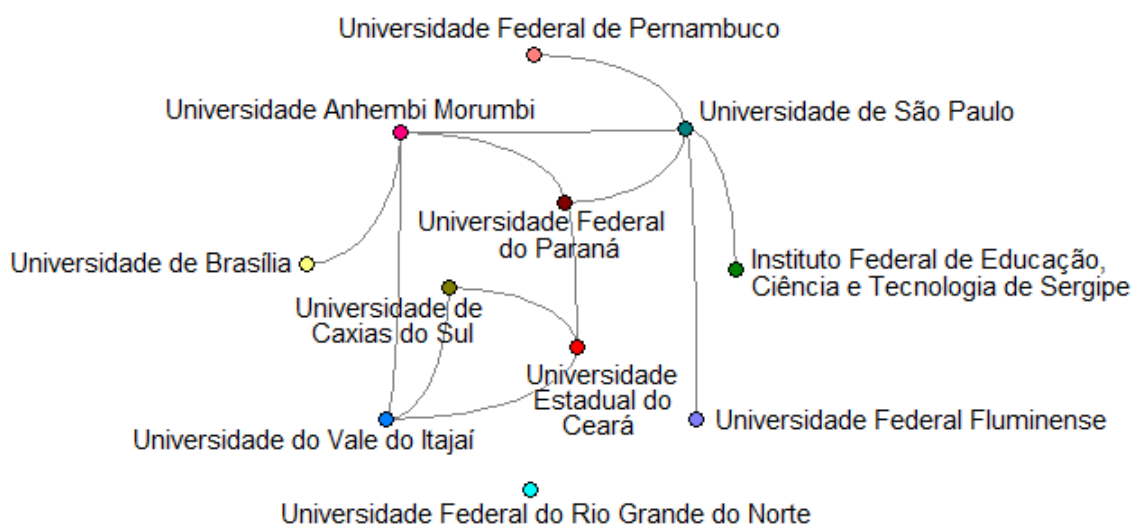 Universidade Federal de Pernambuco
Universidade Anhembi Morumbi
Universidade de São Paulo
Universidade Federal
do Paraná
Universidade de Brasília
Instituto Federal de Educação,
Ciência e Tecnologia de Sergipe
Universidade de
Caxias do Sul
Universidade
Estadual do
Ceará
Universidade do Vale do Itajaí
Universidade Federal Fluminense
Universidade Federal do Rio Grande do Norte